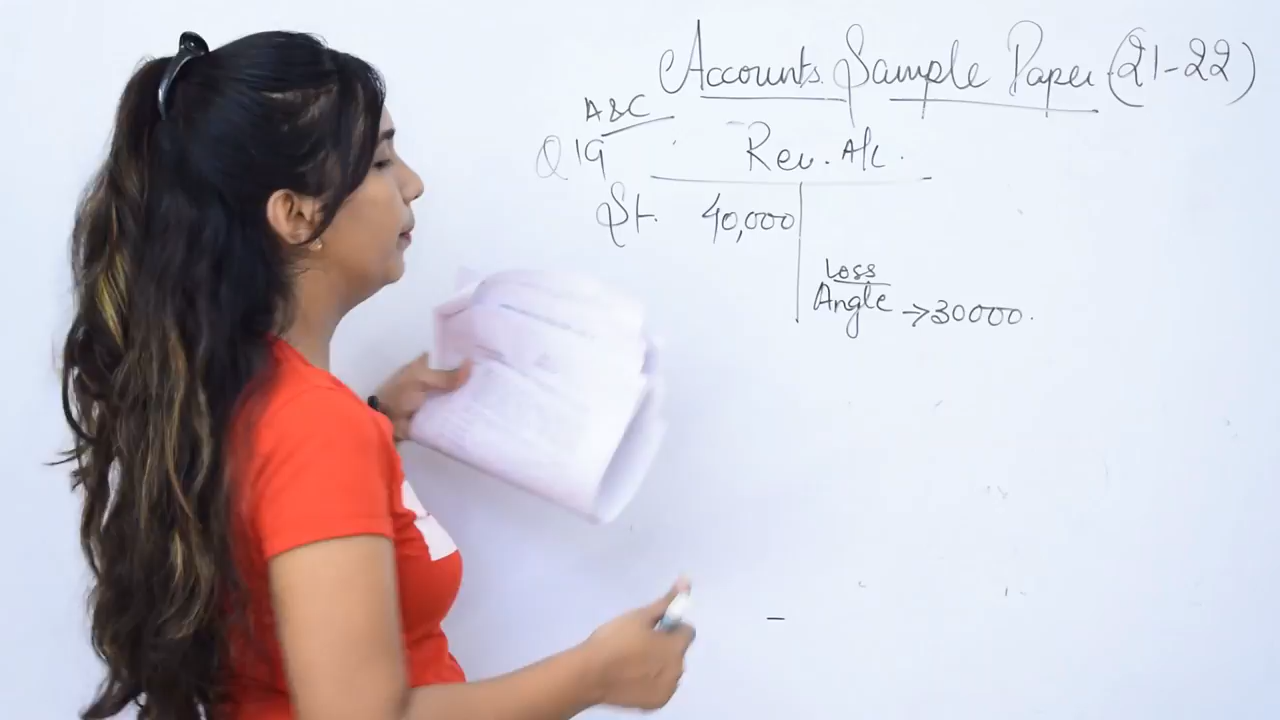 Accounts Sample Paper (21-22)
A&C
Q19 Rev. A/c.
St. 40,000
Loss
Angle → 30000.